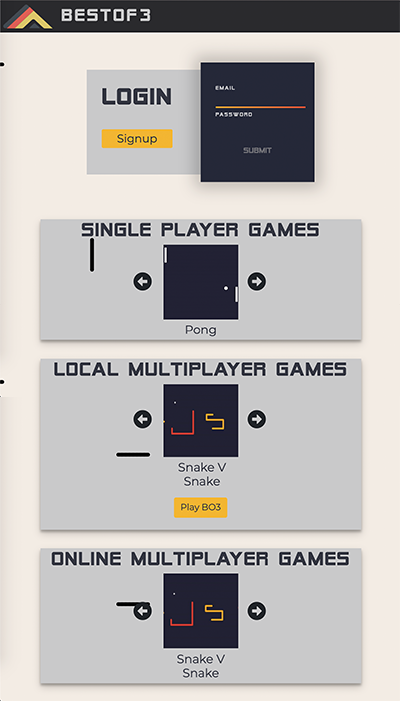 BESTOF3
LOGIN
Signup
EMAIL
PASSWORD
SUBMIT
SINGLE PLAYER GAMES
Pong
LOCAL MULTIPLAYER GAMES
Snake V
Snake
Play BO3
ONLINE MULTIPLAYER GAMES
Snake V
Snake